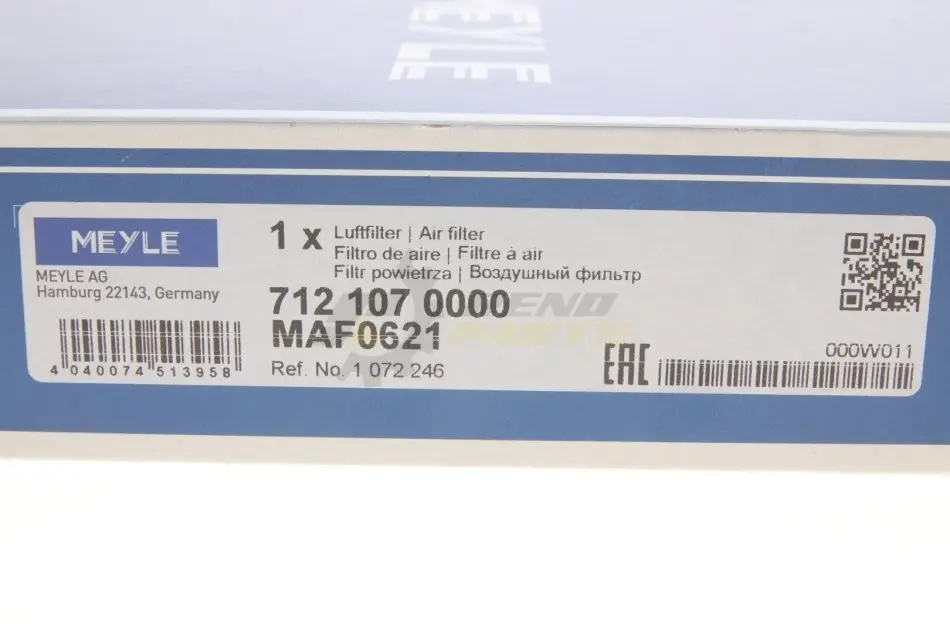 MEYLE
MEYLE AG
Hamburg 22143, Germany
4 040074 513958
1 x Luftfilter | Air filter
Filtro de aire | Filtre à air
Filtr powietrza | Воздушный фильтр
712 107 0000
MAF0621
Ref. No. 1 072 246
EAC
000W011